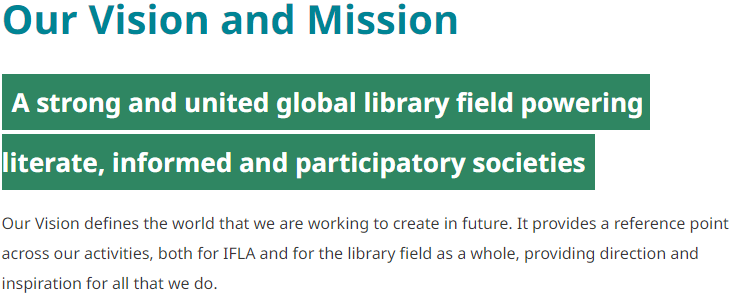 Our Vision and Mission
A strong and united global library field powering
literate, informed and participatory societies
Our Vision defines the world that we are working to create in future. It provides a reference point
across our activities, both for IFLA and for the library field as a whole, providing direction and
inspiration for all that we do.